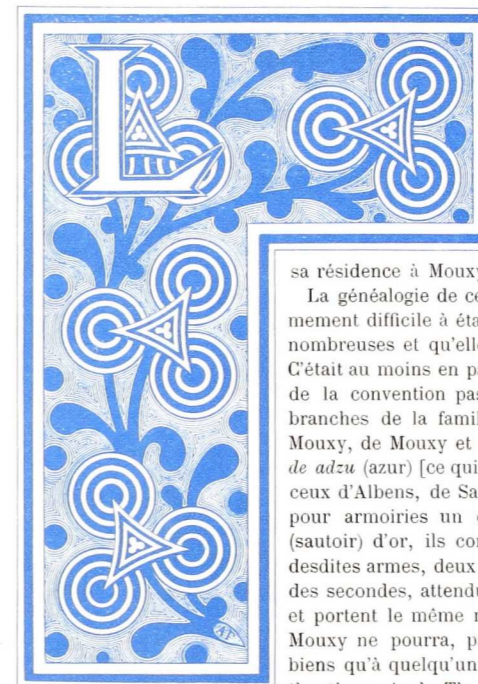 L
sa résidence à Mouxy
La généalogie de ce
mement difficile à éta
nombreuses et qu'elle
C'était au moins en pa
de la convention pas
branches de la famil
Mouxy, de Mouxy et
de adzu (azur) [ce qui
ceux d'Albens, de Sa
pour armoiries un
(sautoir) d'or, ils con
desdites armes, deux
des secondes, attendu
et portent le même n
Mouxy ne pourra, p
biens qu'à quelqu'un